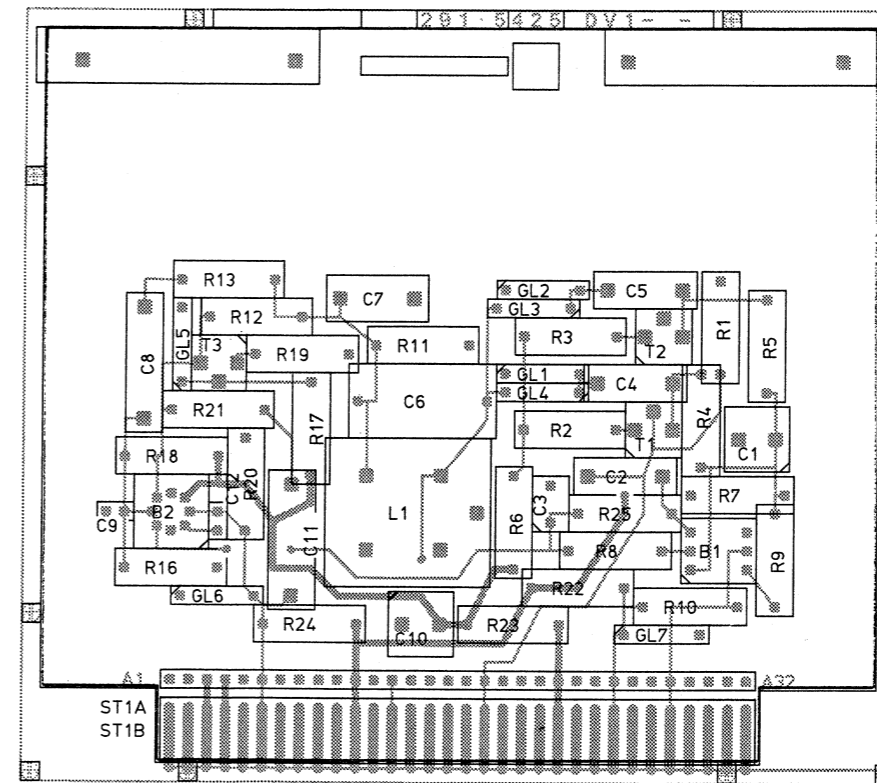 291-5425 DV1- -
R13
C7
GL2
C5
GL3
R12
GL5
T3
R3
T2
R1
R5
C8
R19
R11
GL1
GL4
C4
C6
R21
R17
R4
R2
T1
C1
R18
C12
R20
C2
R7
C9
B2
C11
L1
R6
C3
R25
R8
B1
R9
R16
GL6
R22
R10
R24
C10
R23
GL7
A1
A32
ST1A
ST1B